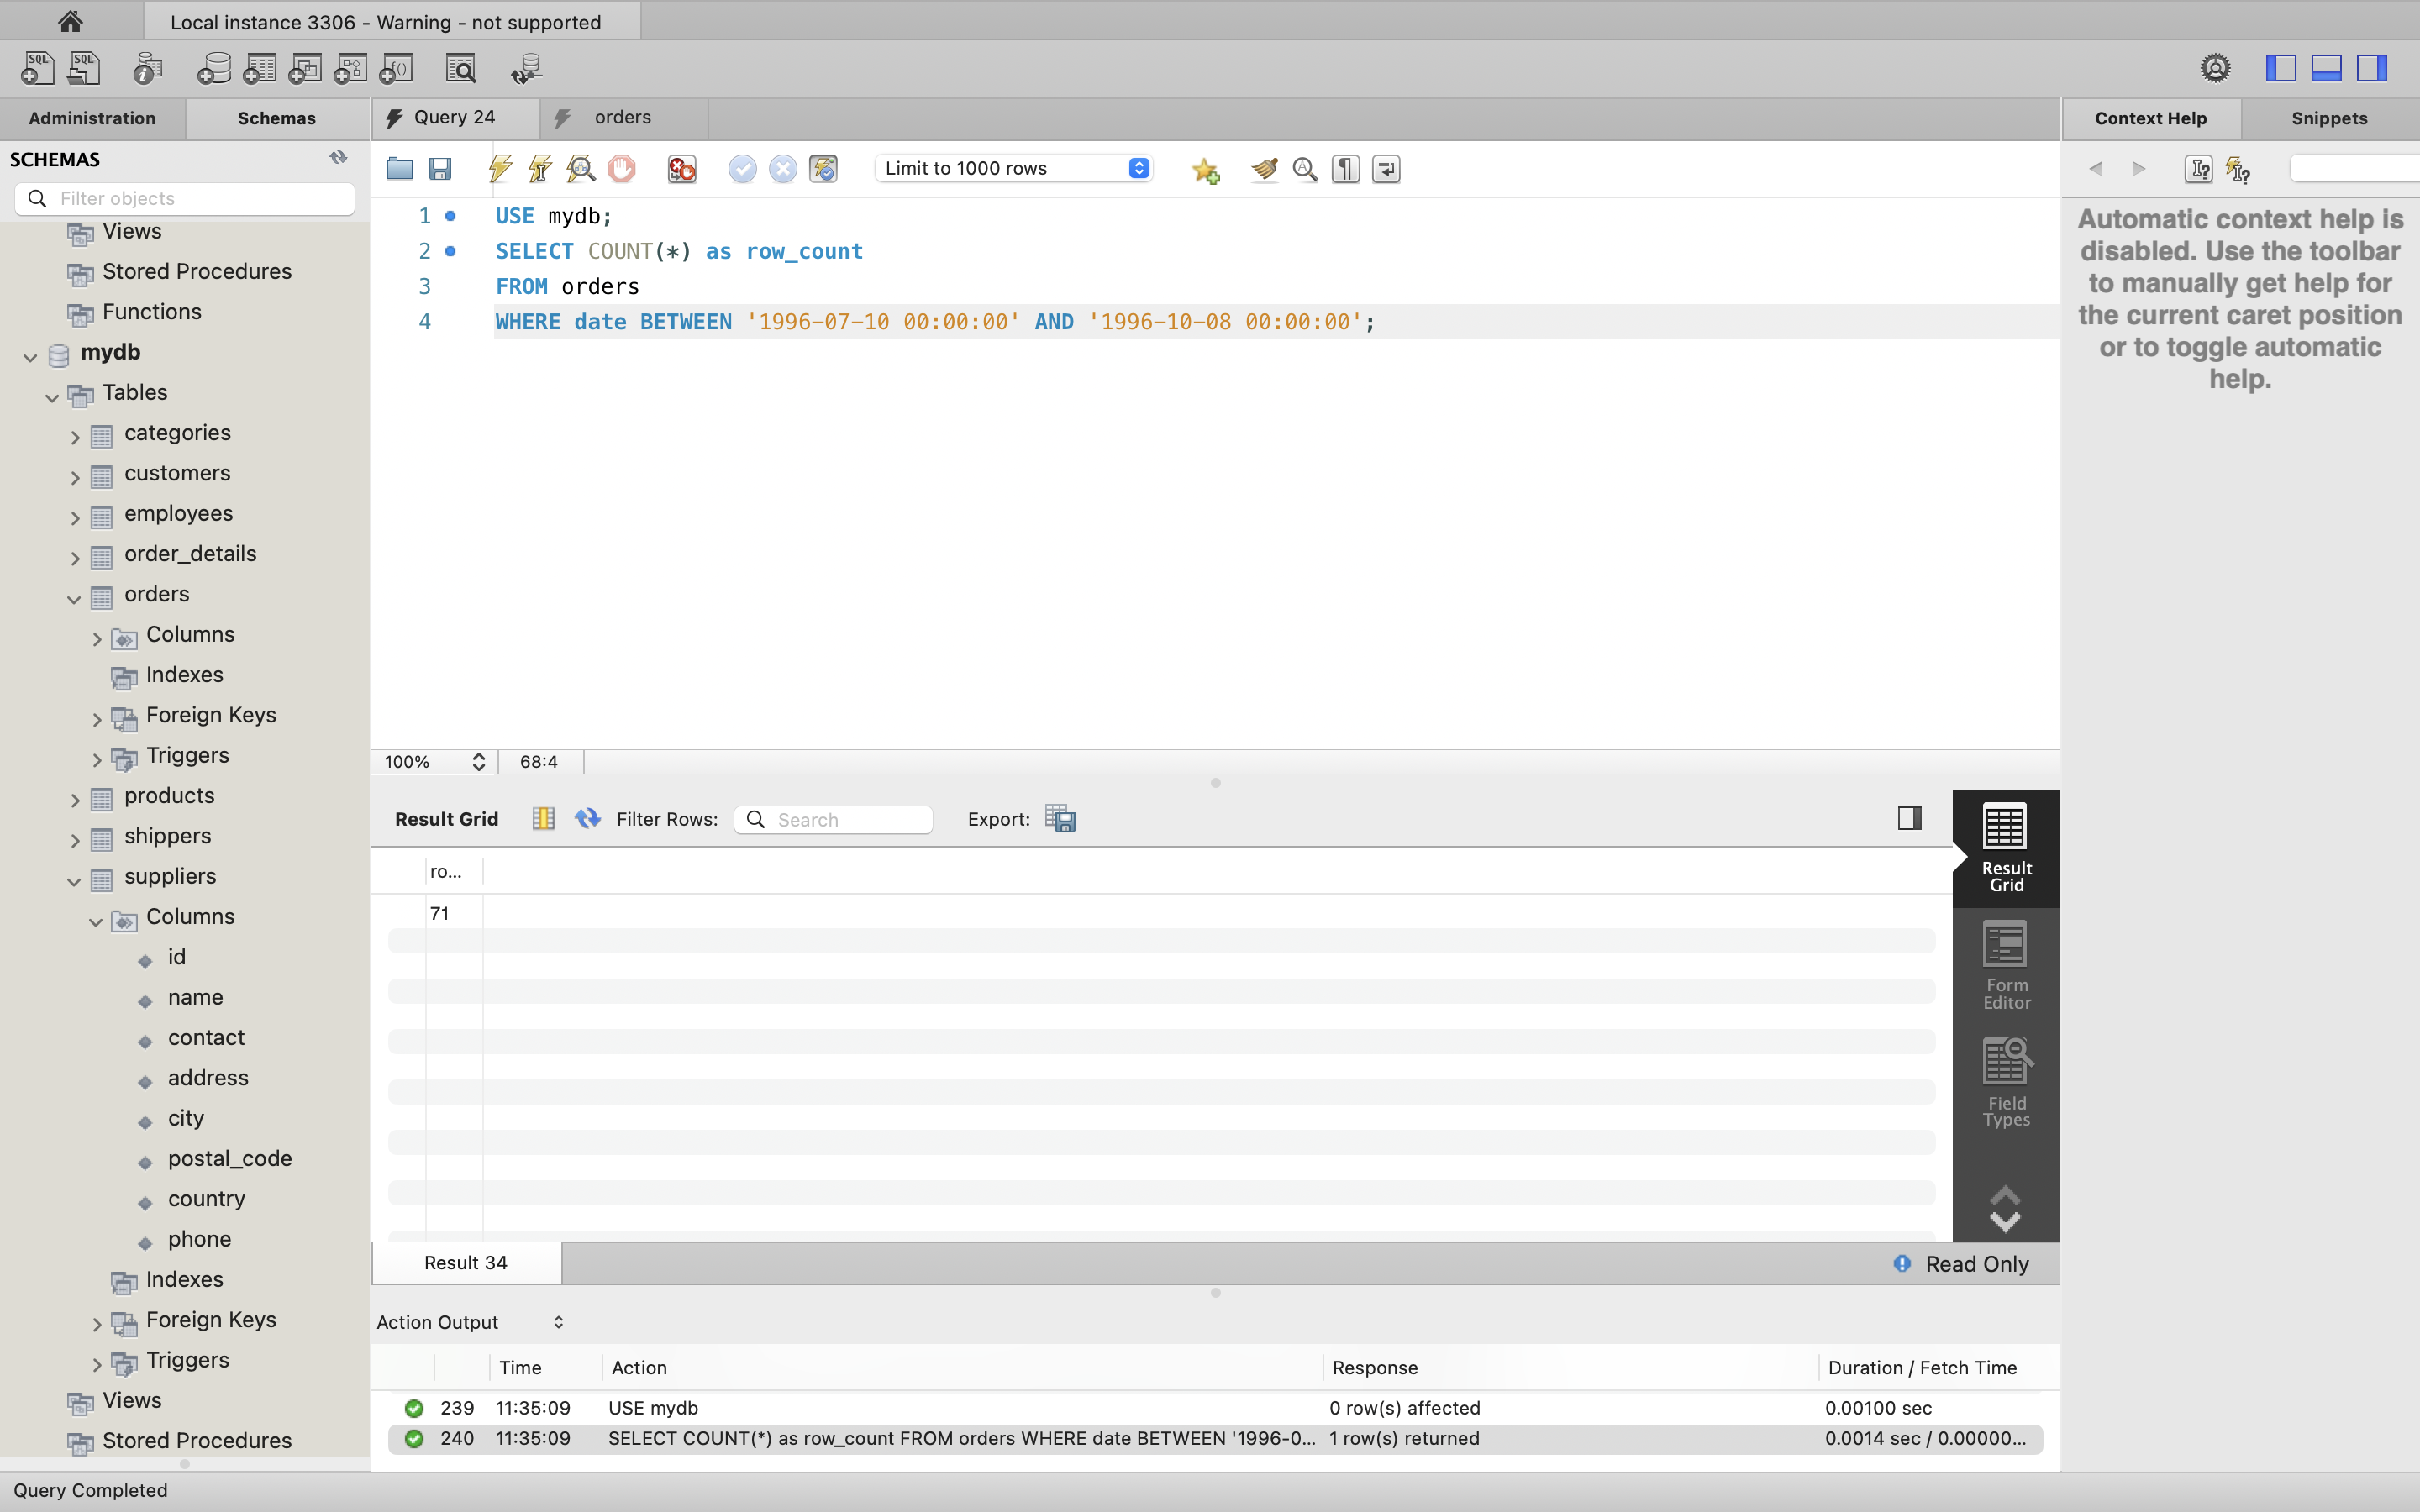 Local instance 3306 - Warning - not supported
SQL
SQL
f()
Administration
Schemas
Query 24
orders
Context Help
Snippets
SCHEMAS
Filter objects
Limit to 1000 rows
Views
Stored Procedures
Functions
mydb
Tables
categories
customers
employees
order_details
orders
Columns
Indexes
Foreign Keys
Triggers
products
shippers
suppliers
Columns
id
name
contact
address
city
postal_code
country
phone
Indexes
Foreign Keys
Triggers
Views
Stored Procedures
1 USE mydb;
2 SELECT COUNT(*) as row_count
3 FROM orders
4 WHERE date BETWEEN '1996-07-10 00:00:00' AND '1996-10-08 00:00:00';
Automatic context help is
disabled. Use the toolbar
to manually get help for
the current caret position
or to toggle automatic
help.
100%
68:4
Result Grid
Filter Rows:
Search
Export:
ro...
71
Result
Grid
Form
Editor
Field
Types
Result 34
Read Only
Action Output
Time Action Response Duration / Fetch Time
239 11:35:09 USE mydb 0 row(s) affected 0.00100 sec
240 11:35:09 SELECT COUNT(*) as row_count FROM orders WHERE date BETWEEN '1996-0... 1 row(s) returned 0.0014 sec / 0.00000...
Query Completed